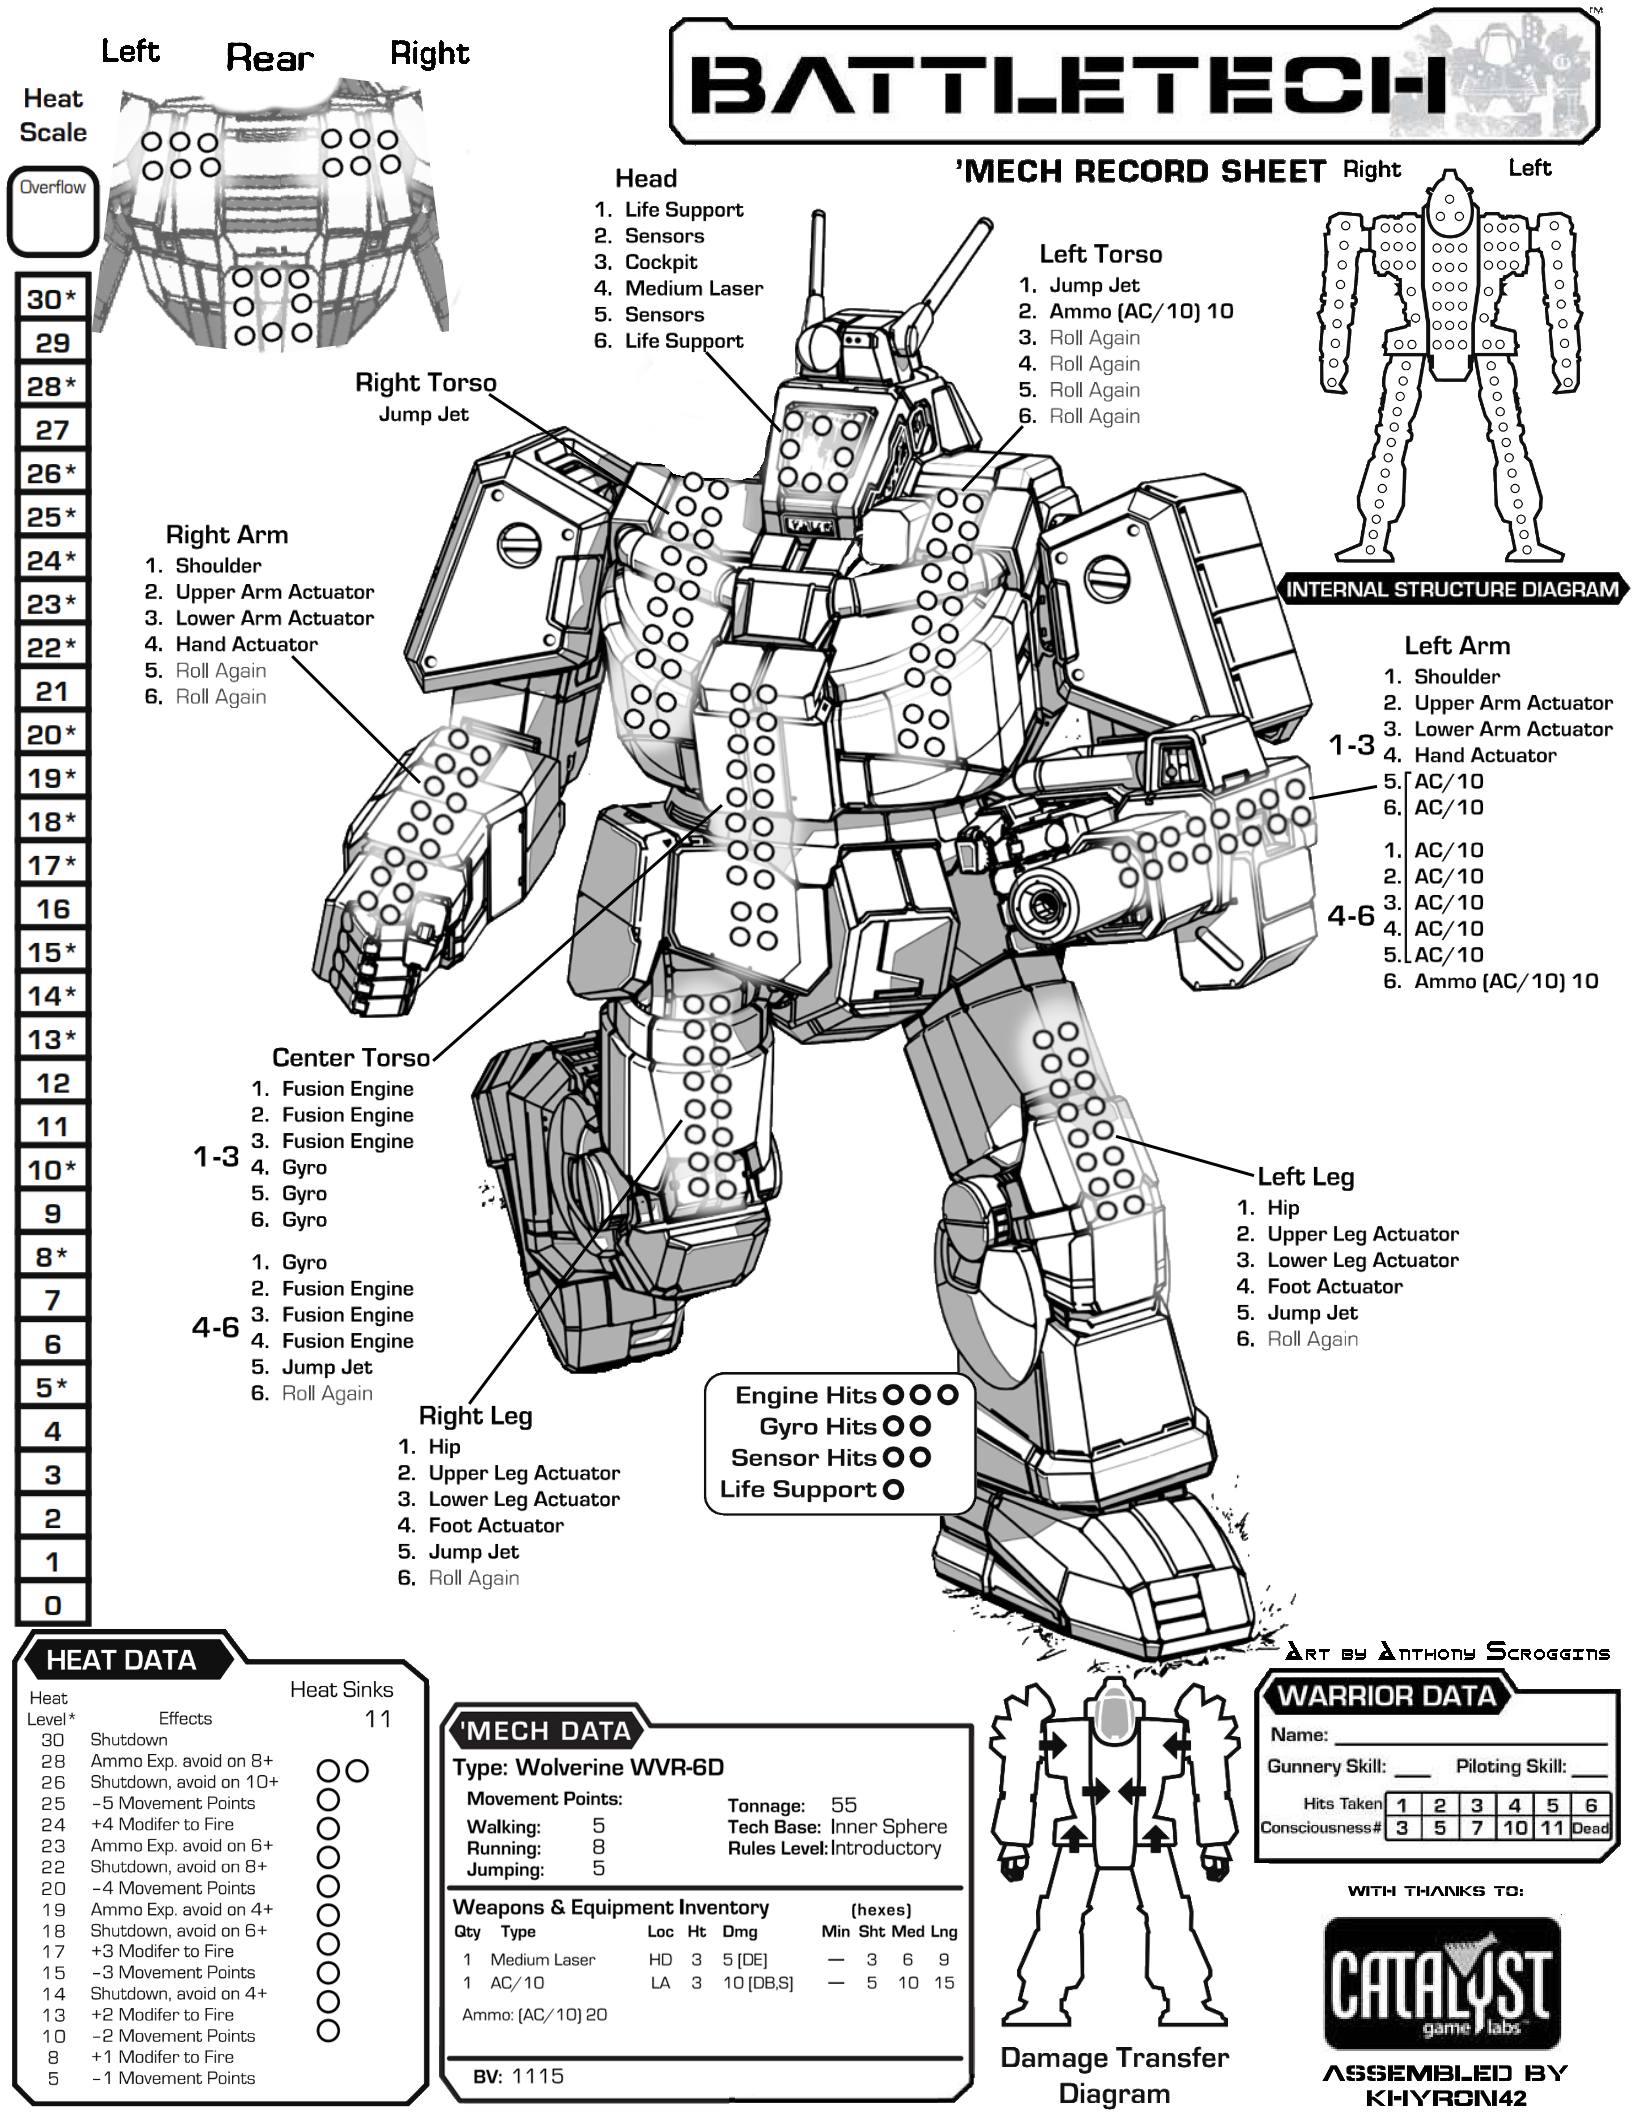 Left Rear Right
BATTLETECH™
'MECH RECORD SHEET
Heat
Scale
Overflow
30*
29
28*
27
26*
25*
24*
23*
22*
21
20*
19*
18*
17*
16
15*
14*
13*
12
11
10*
9
8*
7
6
5*
4
3
2
1
0
Head
1. Life Support
2. Sensors
3. Cockpit
4. Medium Laser
5. Sensors
6. Life Support
Left Torso
1. Jump Jet
2. Ammo (AC/10) 10
3. Roll Again
4. Roll Again
5. Roll Again
6. Roll Again
Right Left
INTERNAL STRUCTURE DIAGRAM
Right Torso
Jump Jet
Right Arm
1. Shoulder
2. Upper Arm Actuator
3. Lower Arm Actuator
4. Hand Actuator
5. Roll Again
6. Roll Again
Left Arm
1-3
1. Shoulder
2. Upper Arm Actuator
3. Lower Arm Actuator
4. Hand Actuator
5. AC/10
6. AC/10
4-6
1. AC/10
2. AC/10
3. AC/10
4. AC/10
5. AC/10
6. Ammo (AC/10) 10
Center Torso
1-3
1. Fusion Engine
2. Fusion Engine
3. Fusion Engine
4. Gyro
5. Gyro
6. Gyro
4-6
1. Gyro
2. Fusion Engine
3. Fusion Engine
4. Fusion Engine
5. Jump Jet
6. Roll Again
Left Leg
1. Hip
2. Upper Leg Actuator
3. Lower Leg Actuator
4. Foot Actuator
5. Jump Jet
6. Roll Again
Right Leg
1. Hip
2. Upper Leg Actuator
3. Lower Leg Actuator
4. Foot Actuator
5. Jump Jet
6. Roll Again
Engine Hits
Gyro Hits
Sensor Hits
Life Support
HEAT DATA
Heat Sinks
11
Heat
Level* Effects
30 Shutdown
28 Ammo Exp. avoid on 8+
26 Shutdown, avoid on 10+
25 -5 Movement Points
24 +4 Modifer to Fire
23 Ammo Exp. avoid on 6+
22 Shutdown, avoid on 8+
20 -4 Movement Points
19 Ammo Exp. avoid on 4+
18 Shutdown, avoid on 6+
17 +3 Modifer to Fire
15 -3 Movement Points
14 Shutdown, avoid on 4+
13 +2 Modifer to Fire
10 -2 Movement Points
8 +1 Modifer to Fire
5 -1 Movement Points
'MECH DATA
Type: Wolverine WVR-6D
Movement Points:
Walking: 5
Running: 8
Jumping: 5
Tonnage: 55
Tech Base: Inner Sphere
Rules Level: Introductory
Weapons & Equipment Inventory (hexes)
Qty Type Loc Ht Dmg Min Sht Med Lng
1 Medium Laser HD 3 5 [DE] — 3 6 9
1 AC/10 LA 3 10 [DB,S] — 5 10 15
Ammo: (AC/10) 20
BV: 1115
Damage Transfer
Diagram
Art by Anthony Scroggins
WARRIOR DATA
Name:
Gunnery Skill: Piloting Skill:
Hits Taken 1 2 3 4 5 6
Consciousness# 3 5 7 10 11 Dead
WITH THANKS TO:
CATALYST
game labs™
ASSEMBLED BY
KHYRON42